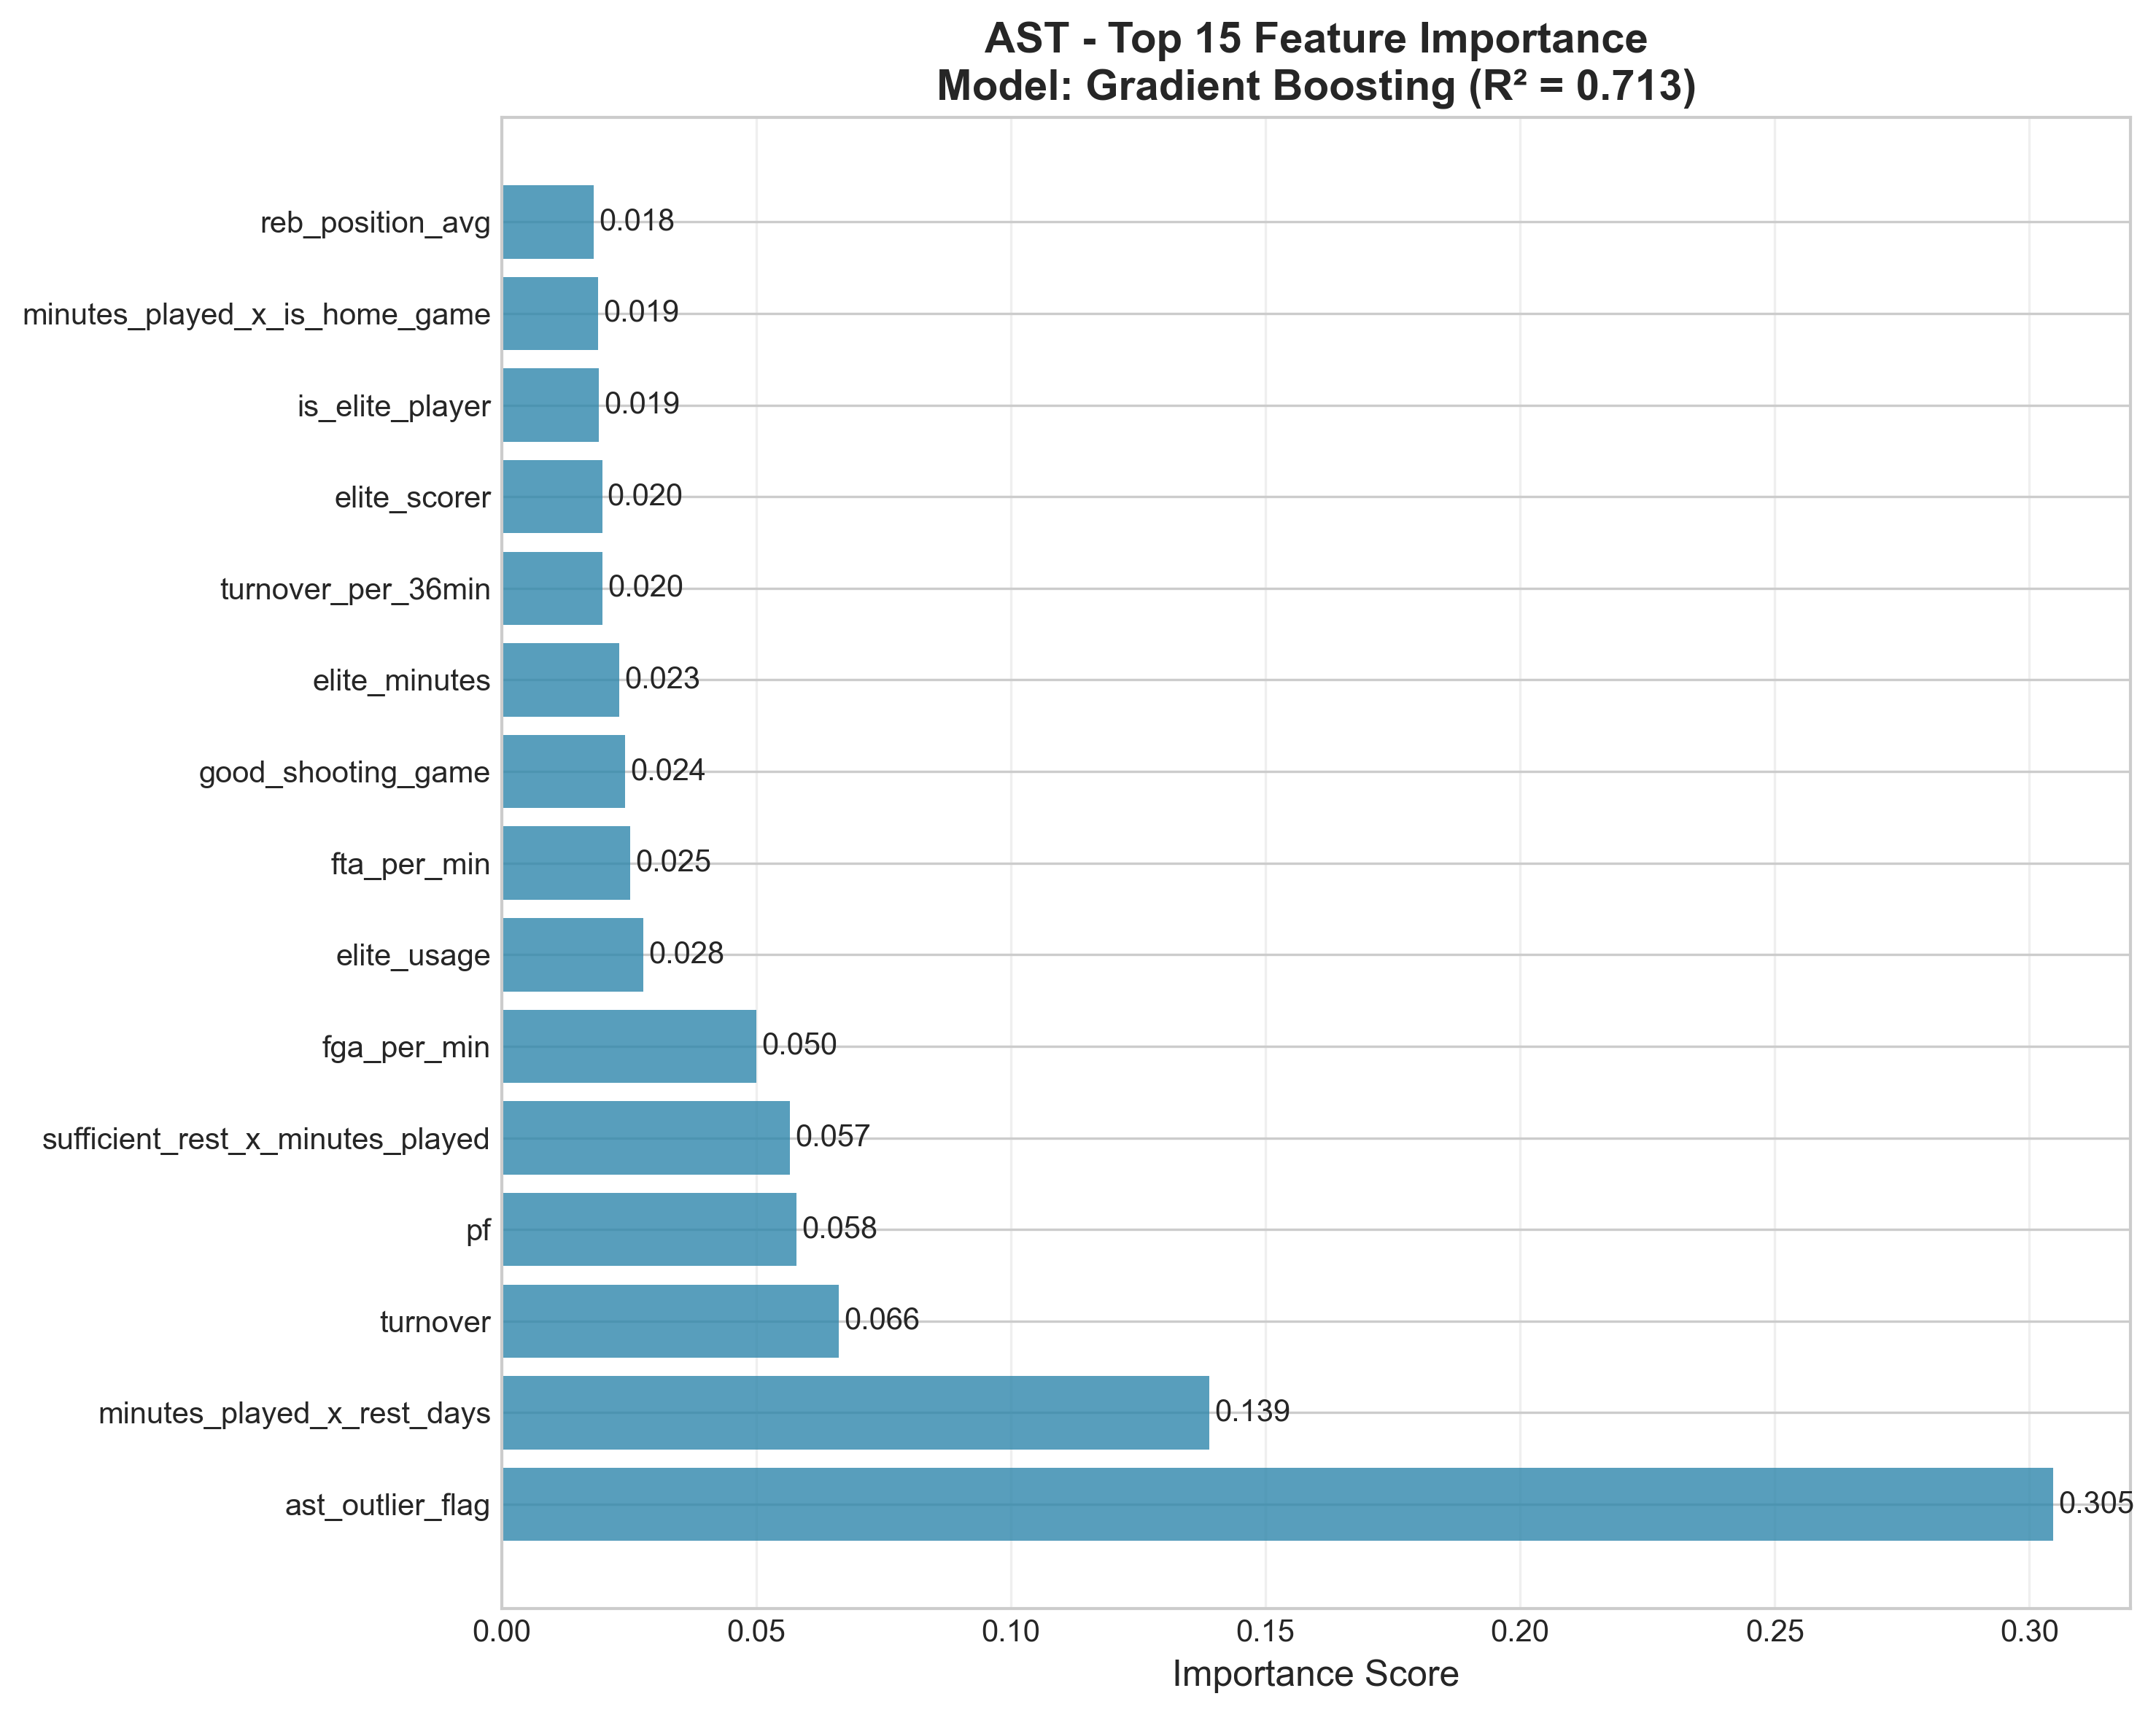 AST - Top 15 Feature Importance
Model: Gradient Boosting (R² = 0.713)
reb_position_avg 0.018
minutes_played_x_is_home_game 0.019
is_elite_player 0.019
elite_scorer 0.020
turnover_per_36min 0.020
elite_minutes 0.023
good_shooting_game 0.024
fta_per_min 0.025
elite_usage 0.028
fga_per_min 0.050
sufficient_rest_x_minutes_played 0.057
pf 0.058
turnover 0.066
minutes_played_x_rest_days 0.139
ast_outlier_flag 0.305
0.00 0.05 0.10 0.15 0.20 0.25 0.30
Importance Score